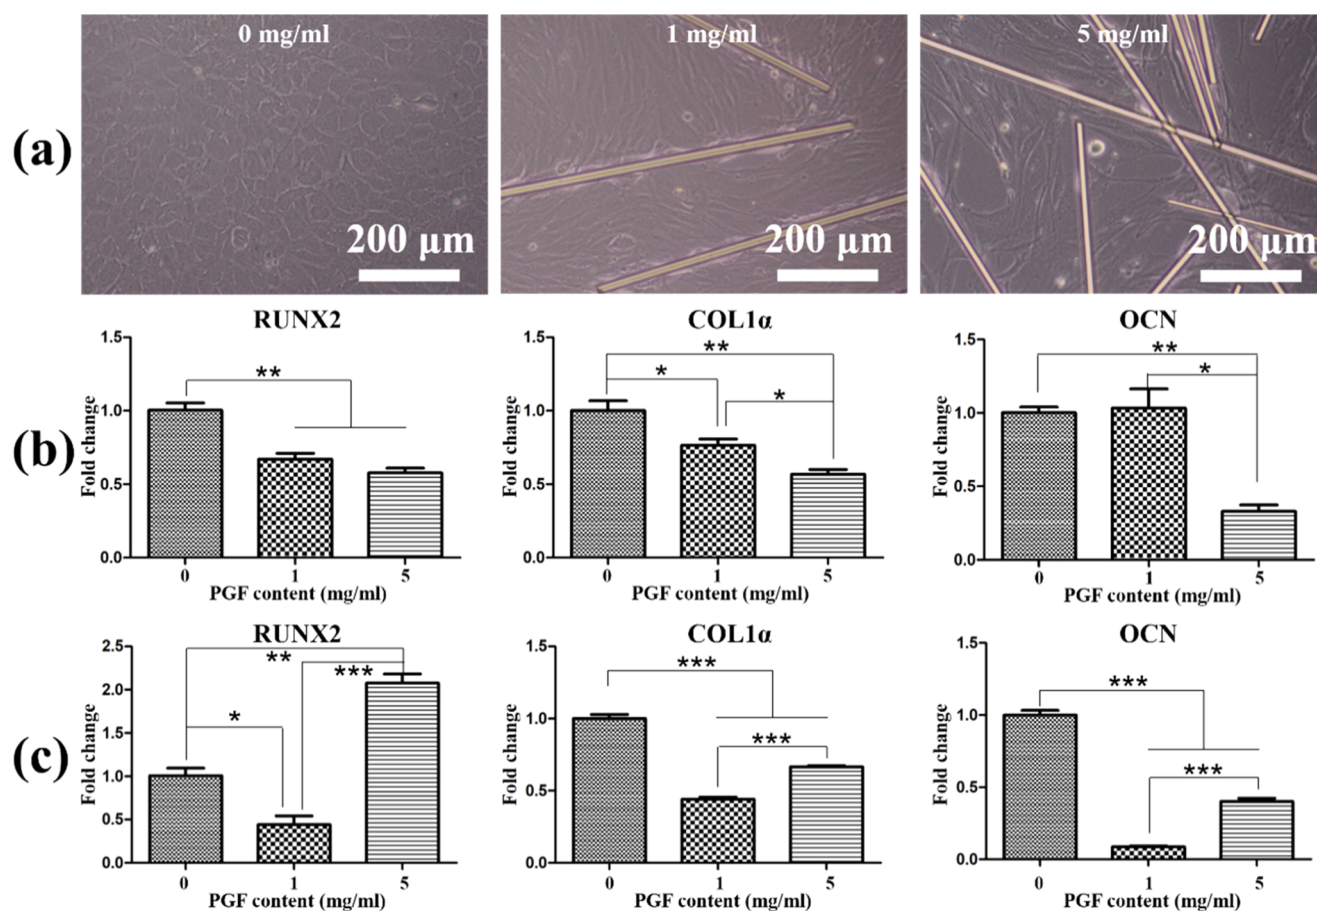 (a)
0 mg/ml
1 mg/ml
5 mg/ml
200 µm
200 µm
200 µm
(b)
RUNX2
Fold change
1.5
1.0
0.5
0.0
**
0
1
5
PGF content (mg/ml)
COL1α
Fold change
1.5
1.0
0.5
0.0
**
*
*
0
1
5
PGF content (mg/ml)
OCN
Fold change
1.5
1.0
0.5
0.0
**
*
0
1
5
PGF content (mg/ml)
(c)
RUNX2
Fold change
2.5
2.0
1.5
1.0
0.5
0.0
**
***
*
0
1
5
PGF content (mg/ml)
COL1α
Fold change
1.5
1.0
0.5
0.0
***
***
0
1
5
PGF content (mg/ml)
OCN
Fold change
1.5
1.0
0.5
0.0
***
***
0
1
5
PGF content (mg/ml)